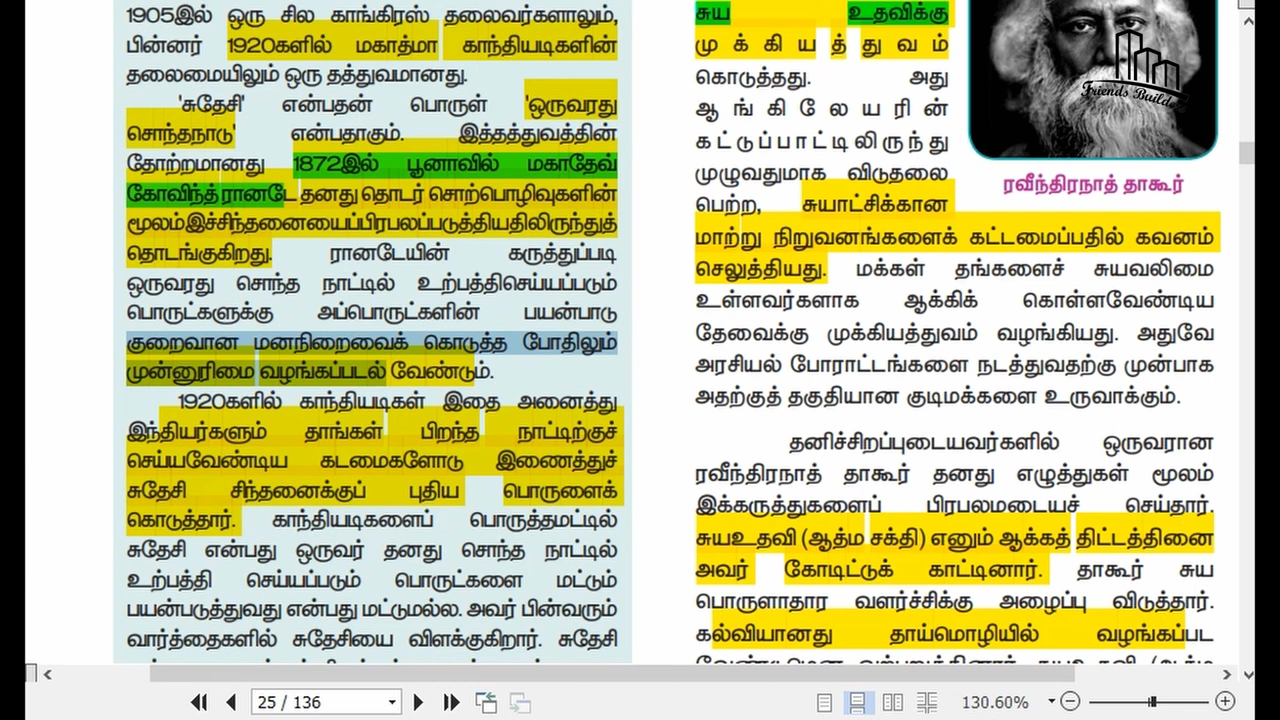 1905இல் ஒரு சில காங்கிரஸ் தலைவர்களாலும்,
பின்னர் 1920களில் மகாத்மா காந்தியடிகளின்
தலைமையிலும் ஒரு தத்துவமானது.
'சுதேசி' என்பதன் பொருள் 'ஒருவரது
சொந்தநாடு' என்பதாகும். இத்தத்துவத்தின்
தோற்றமானது 1872இல் பூனாவில் மகாதேவ்
கோவிந்த் ரானடே தனது தொடர் சொற்பொழிவுகளின்
மூலம்இச்சிந்தனையைப்பிரபலப்படுத்தியதிலிருந்துத்
தொடங்குகிறது. ரானடேயின் கருத்துப்படி
ஒருவரது சொந்த நாட்டில் உற்பத்திசெய்யப்படும்
பொருட்களுக்கு அப்பொருட்களின் பயன்பாடு
குறைவான மனநிறைவைக் கொடுத்த போதிலும்
முன்னுரிமை வழங்கப்படல் வேண்டும்.
1920களில் காந்தியடிகள் இதை அனைத்து
இந்தியர்களும் தாங்கள் பிறந்த நாட்டிற்குச்
செய்யவேண்டிய கடமைகளோடு இணைத்துச்
சுதேசி சிந்தனைக்குப் புதிய பொருளைக்
கொடுத்தார். காந்தியடிகளைப் பொருத்தமட்டில்
சுதேசி என்பது ஒருவர் தனது சொந்த நாட்டில்
உற்பத்தி செய்யப்படும் பொருட்களை மட்டும்
பயன்படுத்துவது என்பது மட்டுமல்ல. அவர் பின்வரும்
வார்த்தைகளில் சுதேசியை விளக்குகிறார். சுதேசி
சுய உதவிக்கு
முக்கியத்துவம்
கொடுத்தது. அது
ஆங்கிலேயரின்
கட்டுப்பாட்டிலிருந்து
முழுவதுமாக விடுதலை
பெற்ற, சுயாட்சிக்கான
மாற்று நிறுவனங்களைக் கட்டமைப்பதில் கவனம்
செலுத்தியது. மக்கள் தங்களைச் சுயவலிமை
உள்ளவர்களாக ஆக்கிக் கொள்ளவேண்டிய
தேவைக்கு முக்கியத்துவம் வழங்கியது. அதுவே
அரசியல் போராட்டங்களை நடத்துவதற்கு முன்பாக
அதற்குத் தகுதியான குடிமக்களை உருவாக்கும்.
Friends Build
ரவீந்திரநாத் தாகூர்
தனிச்சிறப்புடையவர்களில் ஒருவரான
ரவீந்திரநாத் தாகூர் தனது எழுத்துகள் மூலம்
இக்கருத்துகளைப் பிரபலமடையச் செய்தார்.
சுயஉதவி (ஆத்ம சக்தி) எனும் ஆக்கத் திட்டத்தினை
அவர் கோடிட்டுக் காட்டினார். தாகூர் சுய
பொருளாதார வளர்ச்சிக்கு அழைப்பு விடுத்தார்.
கல்வியானது தாய்மொழியில் வழங்கப்பட
25 / 136
130.60%